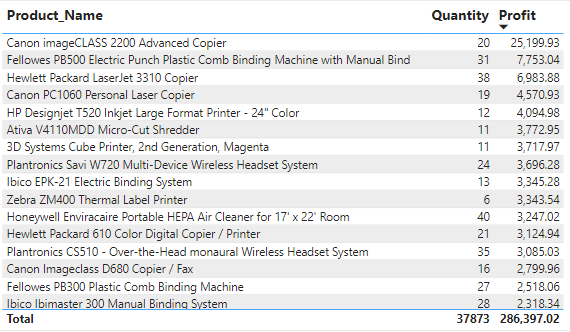 Product_Name Quantity Profit
Canon imageCLASS 2200 Advanced Copier 20 25,199.93
Fellowes PB500 Electric Punch Plastic Comb Binding Machine with Manual Bind 31 7,753.04
Hewlett Packard LaserJet 3310 Copier 38 6,983.88
Canon PC1060 Personal Laser Copier 19 4,570.93
HP Designjet T520 Inkjet Large Format Printer - 24" Color 12 4,094.98
Ativa V4110MDD Micro-Cut Shredder 11 3,772.95
3D Systems Cube Printer, 2nd Generation, Magenta 11 3,717.97
Plantronics Savi W720 Multi-Device Wireless Headset System 24 3,696.28
Ibico EPK-21 Electric Binding System 13 3,345.28
Zebra ZM400 Thermal Label Printer 6 3,343.54
Honeywell Enviracaire Portable HEPA Air Cleaner for 17' x 22' Room 40 3,247.02
Hewlett Packard 610 Color Digital Copier / Printer 21 3,124.94
Plantronics CS510 - Over-the-Head monaural Wireless Headset System 35 3,085.03
Canon Imageclass D680 Copier / Fax 16 2,799.96
Fellowes PB300 Plastic Comb Binding Machine 27 2,518.06
Ibico Ibimaster 300 Manual Binding System 28 2,318.34
Total 37873 286,397.02